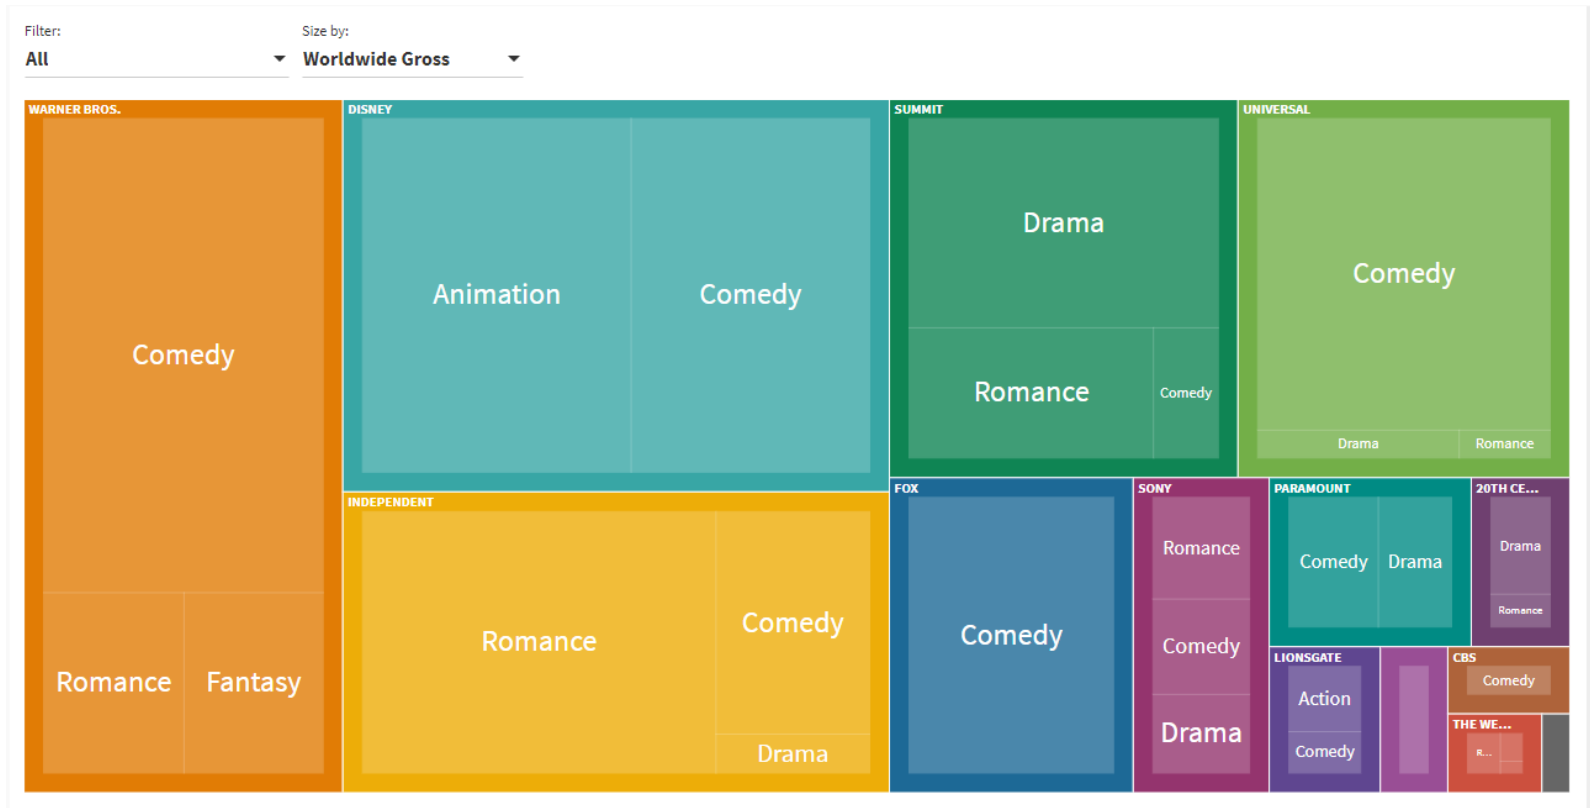 Filter:
All
Size by:
Worldwide Gross
WARNER BROS.
Comedy
Romance
Fantasy
DISNEY
Animation
Comedy
INDEPENDENT
Romance
Comedy
Drama
SUMMIT
Drama
Romance
Comedy
UNIVERSAL
Comedy
Drama
Romance
FOX
Comedy
SONY
Romance
Comedy
Drama
PARAMOUNT
Comedy
Drama
20TH CE...
Drama
Romance
LIONSGATE
Action
Comedy
CBS
Comedy
THE WE...
R...